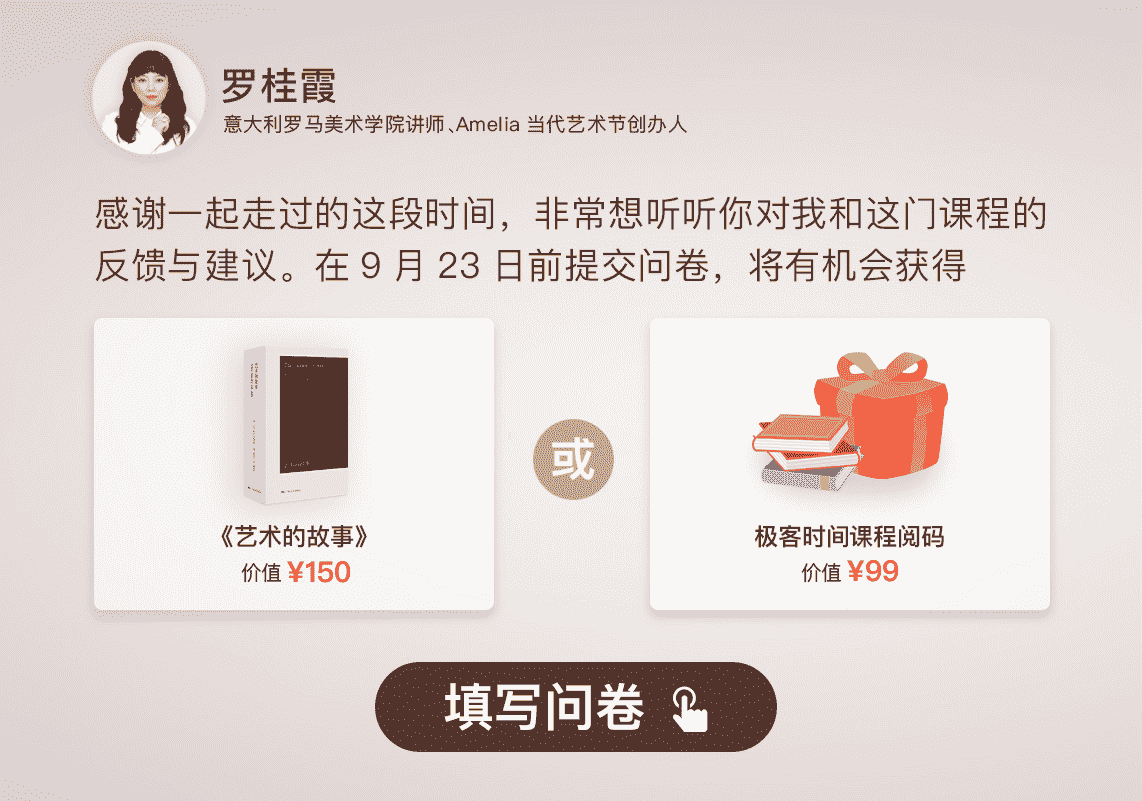 罗桂霞
意大利罗马美术学院讲师、Amelia 当代艺术节创办人
感谢一起走过的这段时间，非常想听听你对我和这门课程的
反馈与建议。在 9 月 23 日前提交问卷，将有机会获得
或
《艺术的故事》
价值 ¥150
极客时间课程阅码
价值 ¥99
填写问卷